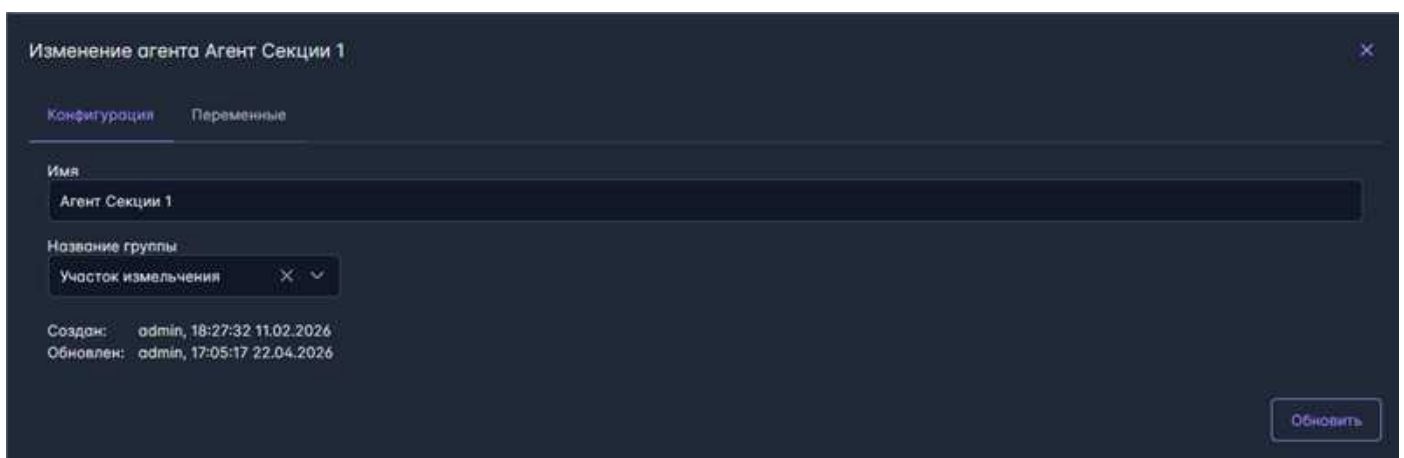 Изменение агента Агент Секции 1
Конфигурация Переменные
Имя
Агент Секции 1
Название группы
Участок измельчения
Создан: admin, 18:27:32 11.02.2026
Обновлен: admin, 17:05:17 22.04.2026
Обновить